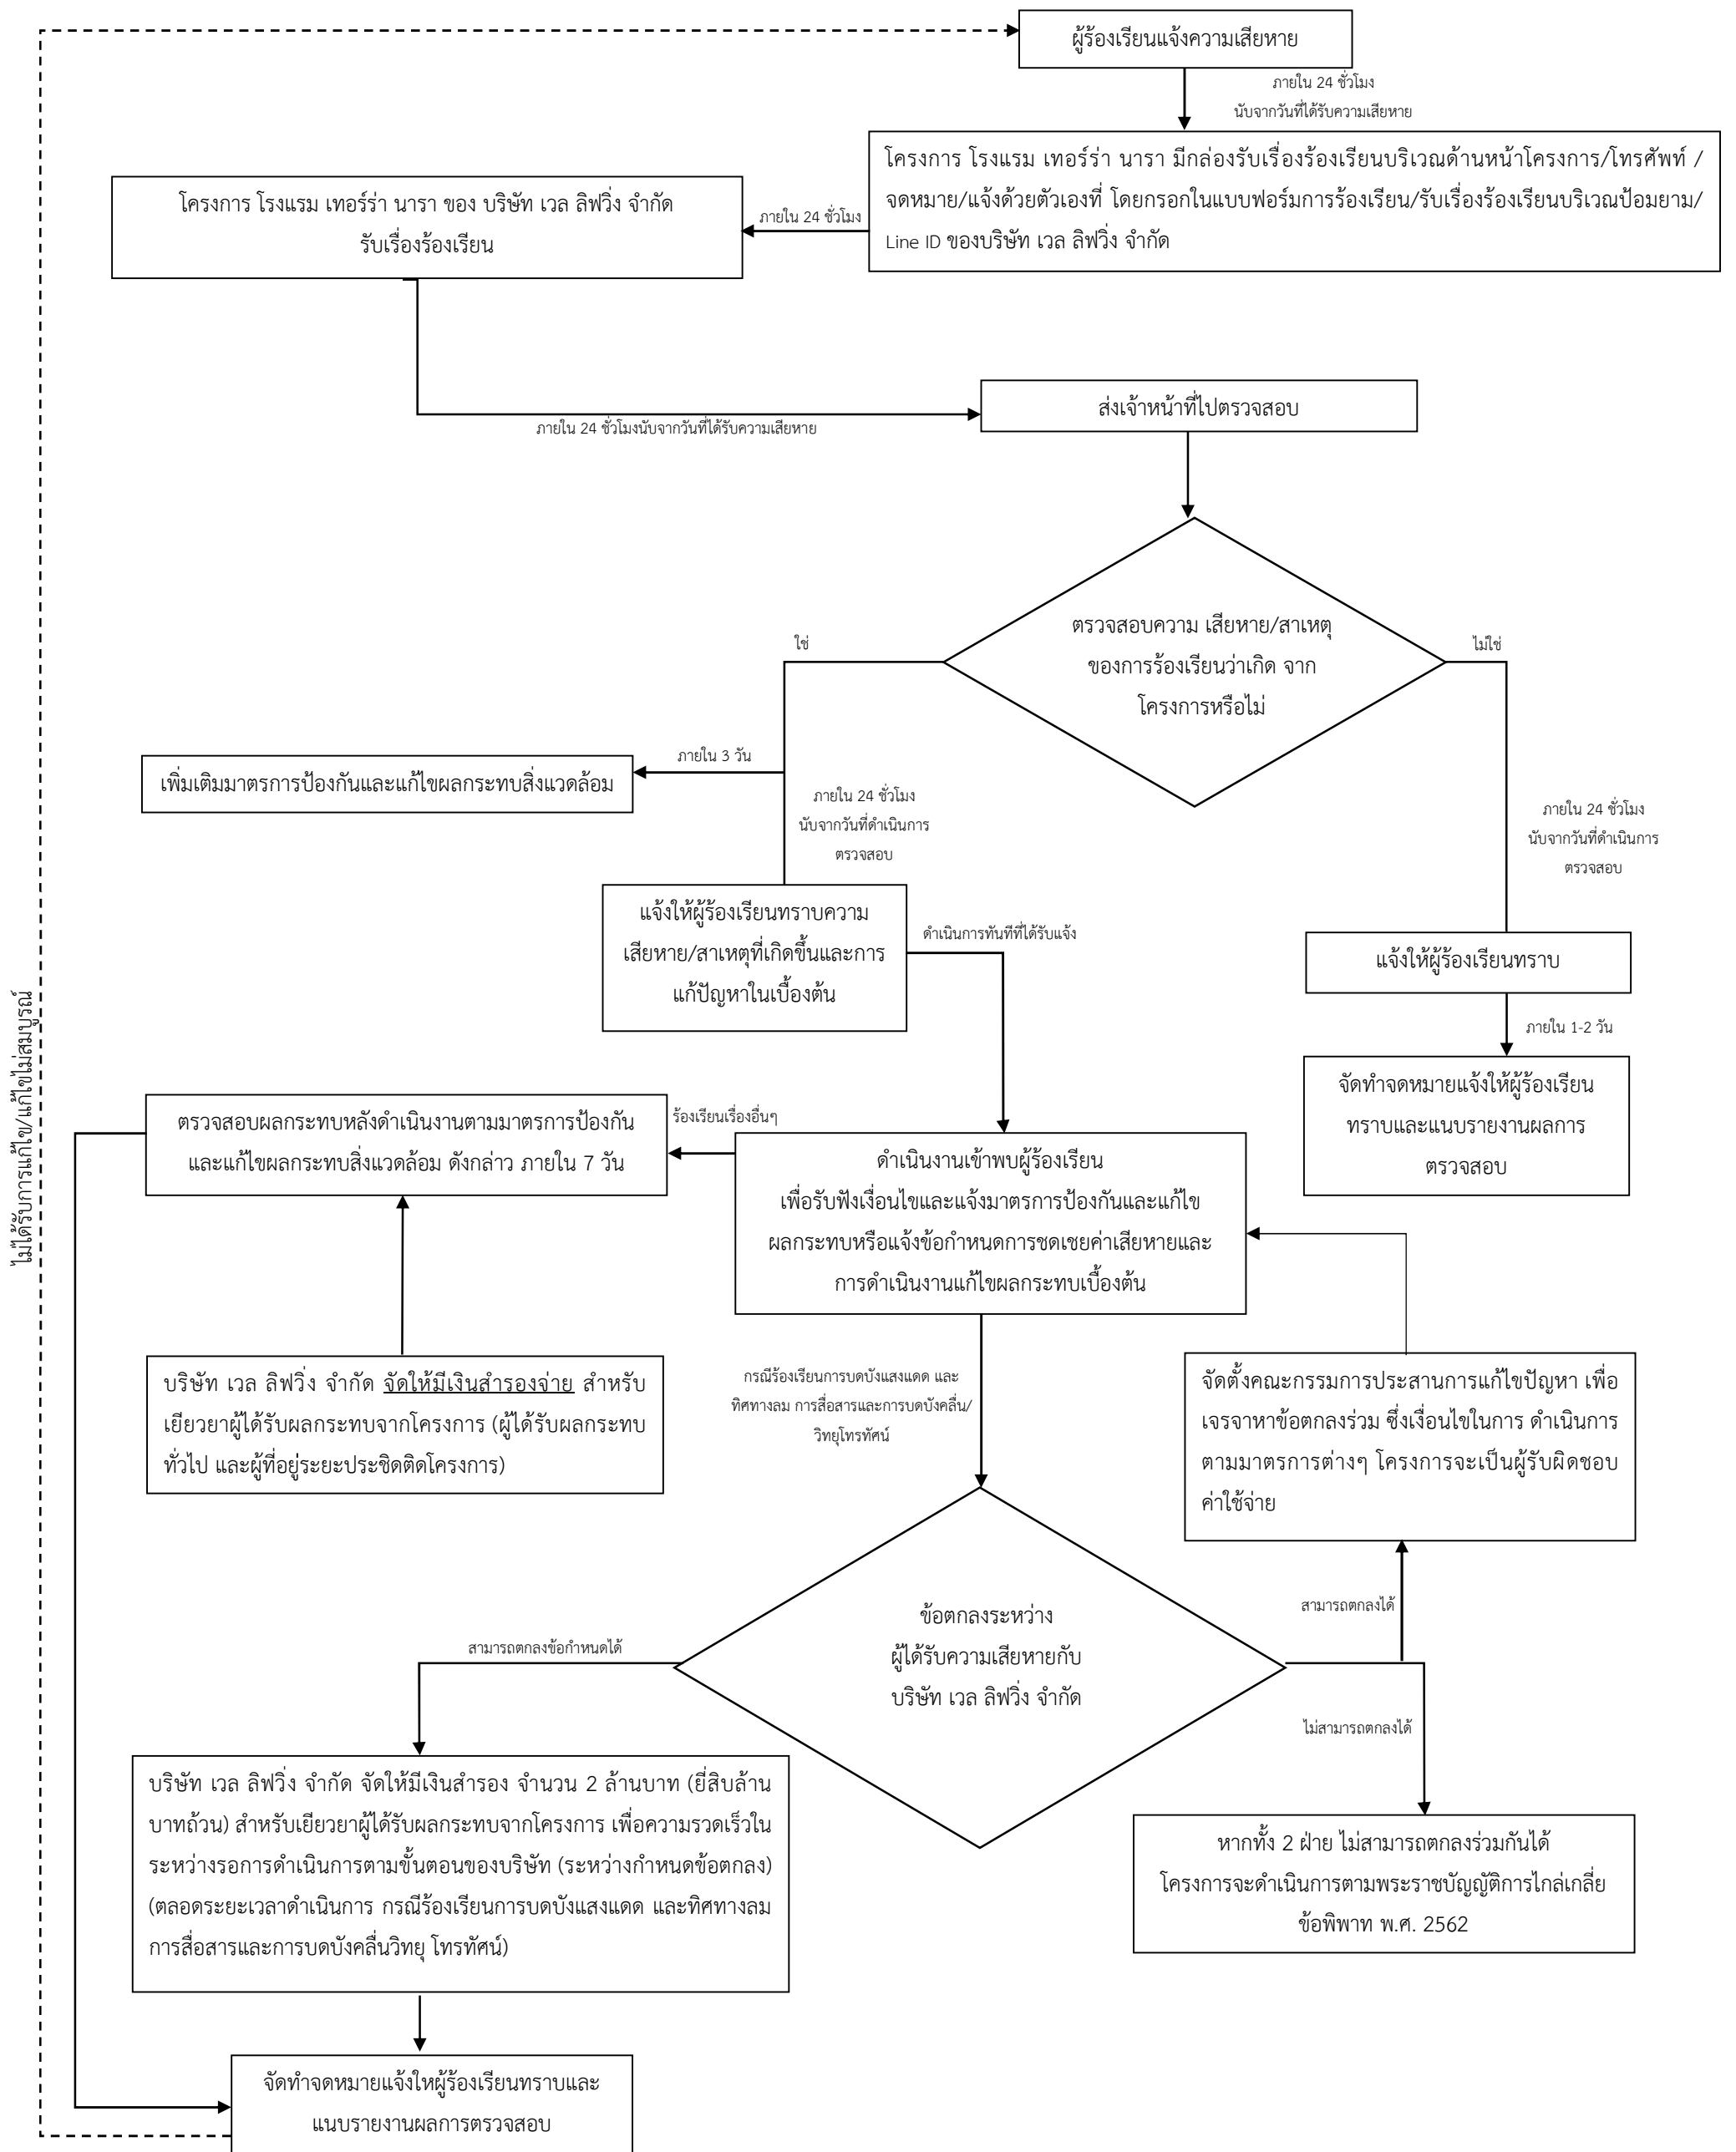 ผู้ร้องเรียนแจ้งความเสียหาย
ภายใน 24 ชั่วโมง
นับจากวันที่ได้รับความเสียหาย
โครงการ โรงแรม เทอร์ร่า นารา มีกล่องรับเรื่องร้องเรียนบริเวณด้านหน้าโครงการ/โทรศัพท์ /
จดหมาย/แจ้งด้วยตัวเองที่ โดยกรอกในแบบฟอร์มการร้องเรียน/รับเรื่องร้องเรียนบริเวณป้อมยาม/
Line ID ของบริษัท เวล ลิฟวิ่ง จำกัด
ภายใน 24 ชั่วโมง
โครงการ โรงแรม เทอร์ร่า นารา ของ บริษัท เวล ลิฟวิ่ง จำกัด
รับเรื่องร้องเรียน
ภายใน 24 ชั่วโมงนับจากวันที่ได้รับความเสียหาย
ส่งเจ้าหน้าที่ไปตรวจสอบ
ตรวจสอบความ เสียหาย/สาเหตุ
ของการร้องเรียนว่าเกิด จาก
โครงการหรือไม่
ใช่
ไม่ใช่
ภายใน 3 วัน
เพิ่มเติมมาตรการป้องกันและแก้ไขผลกระทบสิ่งแวดล้อม
ภายใน 24 ชั่วโมง
นับจากวันที่ดำเนินการ
ตรวจสอบ
ภายใน 24 ชั่วโมง
นับจากวันที่ดำเนินการ
ตรวจสอบ
แจ้งให้ผู้ร้องเรียนทราบความ
เสียหาย/สาเหตุที่เกิดขึ้นและการ
แก้ปัญหาในเบื้องต้น
ดำเนินการทันทีที่ได้รับแจ้ง
แจ้งให้ผู้ร้องเรียนทราบ
ภายใน 1-2 วัน
จัดทำจดหมายแจ้งให้ผู้ร้องเรียน
ทราบและแนบรายงานผลการ
ตรวจสอบ
ไม่ได้รับการแก้ไข/แก้ไขไม่สมบูรณ์
ตรวจสอบผลกระทบหลังดำเนินงานตามมาตรการป้องกัน
และแก้ไขผลกระทบสิ่งแวดล้อม ดังกล่าว ภายใน 7 วัน
ร้องเรียนเรื่องอื่นๆ
ดำเนินงานเข้าพบผู้ร้องเรียน
เพื่อรับฟังเงื่อนไขและแจ้งมาตรการป้องกันและแก้ไข
ผลกระทบหรือแจ้งข้อกำหนดการชดเชยค่าเสียหายและ
การดำเนินงานแก้ไขผลกระทบเบื้องต้น
บริษัท เวล ลิฟวิ่ง จำกัด จัดให้มีเงินสำรองจ่าย สำหรับ
เยียวยาผู้ได้รับผลกระทบจากโครงการ (ผู้ได้รับผลกระทบ
ทั่วไป และผู้ที่อยู่ระยะประชิดติดโครงการ)
กรณีร้องเรียนการบดบังแสงแดด และ
ทิศทางลม การสื่อสารและการบดบังคลื่น/
วิทยุโทรทัศน์
จัดตั้งคณะกรรมการประสานการแก้ไขปัญหา เพื่อ
เจรจาหาข้อตกลงร่วม ซึ่งเงื่อนไขในการ ดำเนินการ
ตามมาตรการต่างๆ โครงการจะเป็นผู้รับผิดชอบ
ค่าใช้จ่าย
ข้อตกลงระหว่าง
ผู้ได้รับความเสียหายกับ
บริษัท เวล ลิฟวิ่ง จำกัด
สามารถตกลงได้
สามารถตกลงข้อกำหนดได้
ไม่สามารถตกลงได้
บริษัท เวล ลิฟวิ่ง จำกัด จัดให้มีเงินสำรอง จำนวน 2 ล้านบาท (ยี่สิบล้าน
บาทถ้วน) สำหรับเยียวยาผู้ได้รับผลกระทบจากโครงการ เพื่อความรวดเร็วใน
ระหว่างรอการดำเนินการตามขั้นตอนของบริษัท (ระหว่างกำหนดข้อตกลง)
(ตลอดระยะเวลาดำเนินการ กรณีร้องเรียนการบดบังแสงแดด และทิศทางลม
การสื่อสารและการบดบังคลื่นวิทยุ โทรทัศน์)
หากทั้ง 2 ฝ่าย ไม่สามารถตกลงร่วมกันได้
โครงการจะดำเนินการตามพระราชบัญญัติการไกล่เกลี่ย
ข้อพิพาท พ.ศ. 2562
จัดทำจดหมายแจ้งใหผู้ร้องเรียนทราบและ
แนบรายงานผลการตรวจสอบ